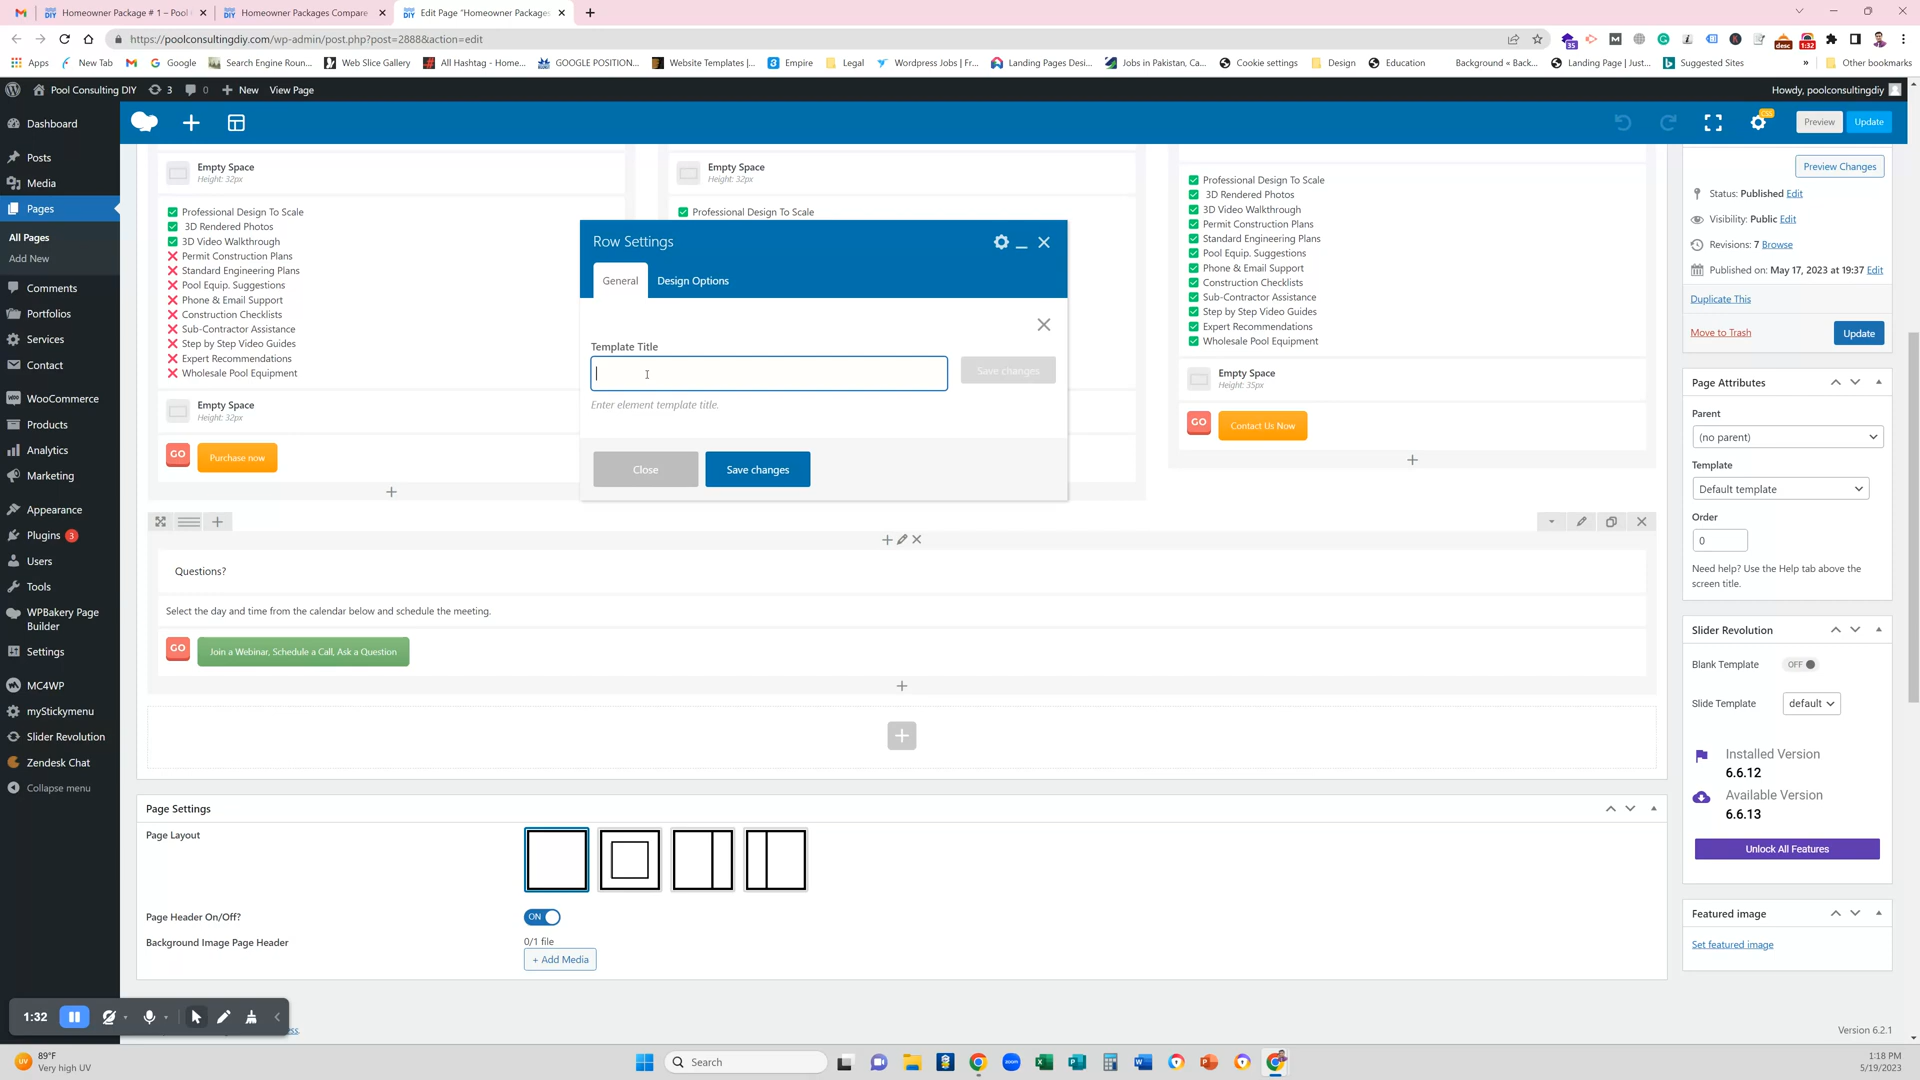 Homeowner Package # 1 – Pool
Homeowner Packages Compare
Edit Page "Homeowner Packages
https://poolconsultingdiy.com/wp-admin/post.php?post=2888&action=edit
Apps
New Tab
Google
Search Engine Roun...
Web Slice Gallery
All Hashtag - Home...
GOOGLE POSITION...
Website Templates |...
Empire
Legal
Wordpress Jobs | Fr...
Landing Pages Desi...
Jobs in Pakistan, Ca...
Cookie settings
Design
Education
Background « Back...
Landing Page | Just...
Suggested Sites
»
Other bookmarks
Pool Consulting DIY
3
0
New
View Page
Howdy, poolconsultingdiy
Preview
Update
Dashboard
Posts
Media
Pages
All Pages
Add New
Comments
Portfolios
Services
Contact
WooCommerce
Products
Analytics
Marketing
Appearance
Plugins 3
Users
Tools
WPBakery Page
Builder
Settings
MC4WP
myStickymenu
Slider Revolution
Zendesk Chat
Collapse menu
Empty Space
Height: 32px
Professional Design To Scale
3D Rendered Photos
3D Video Walkthrough
Permit Construction Plans
Standard Engineering Plans
Pool Equip. Suggestions
Phone & Email Support
Construction Checklists
Sub-Contractor Assistance
Step by Step Video Guides
Expert Recommendations
Wholesale Pool Equipment
Empty Space
Height: 32px
GO
Purchase now
Empty Space
Height: 32px
Professional Design To Scale
Row Settings
General
Design Options
Template Title
Save changes
Enter element template title.
Close
Save changes
Professional Design To Scale
3D Rendered Photos
3D Video Walkthrough
Permit Construction Plans
Standard Engineering Plans
Pool Equip. Suggestions
Phone & Email Support
Construction Checklists
Sub-Contractor Assistance
Step by Step Video Guides
Expert Recommendations
Wholesale Pool Equipment
Empty Space
Height: 35px
GO
Contact Us Now
Questions?
Select the day and time from the calendar below and schedule the meeting.
GO
Join a Webinar, Schedule a Call, Ask a Question
Page Settings
Page Layout
Page Header On/Off?
ON
Background Image Page Header
0/1 file
+ Add Media
Preview Changes
Status: Published Edit
Visibility: Public Edit
Revisions: 7 Browse
Published on: May 17, 2023 at 19:37 Edit
Duplicate This
Move to Trash
Update
Page Attributes
Parent
(no parent)
Template
Default template
Order
0
Need help? Use the Help tab above the
screen title.
Slider Revolution
Blank Template
OFF
Slide Template
default
Installed Version
6.6.12
Available Version
6.6.13
Unlock All Features
Featured image
Set featured image
Version 6.2.1
1:32
89°F
Very high UV
Search
1:18 PM
5/19/2023